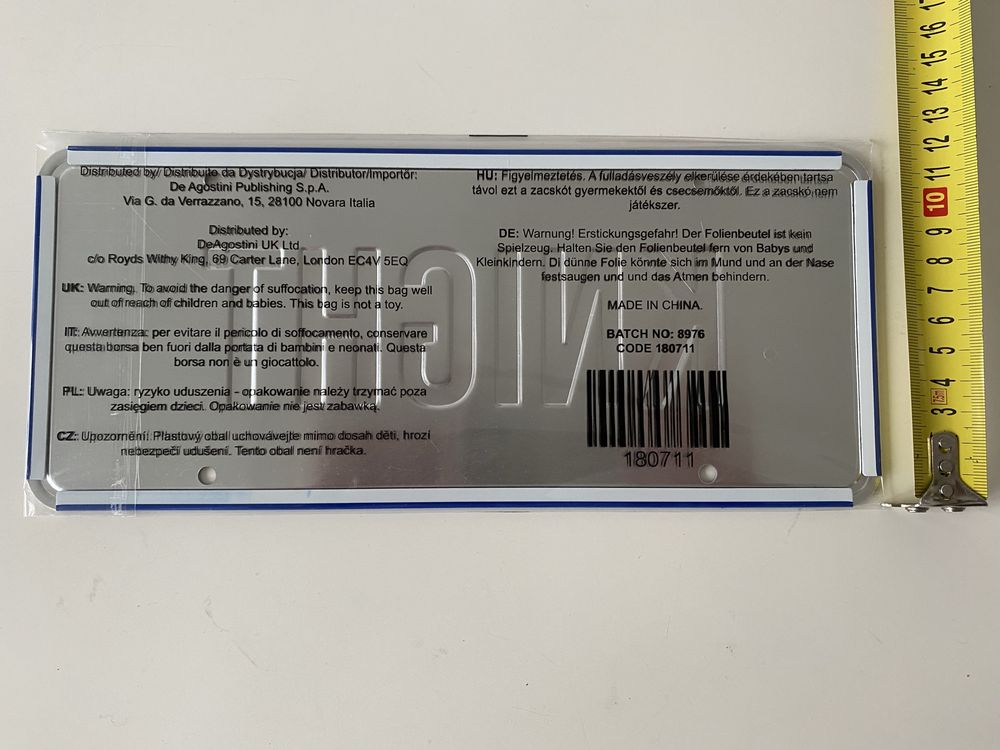 Distributed by/ Distribuite da Dystrybucja/ Distributor/Importőr:
De Agostini Publishing S.p.A.
Via G. da Verrazzano, 15, 28100 Novara Italia
Distributed by:
DeAgostini UK Ltd
c/o Royds Withy King, 69 Carter Lane, London EC4V 5EQ
UK: Warning. To avoid the danger of suffocation, keep this bag well
out of reach of children and babies. This bag is not a toy.
IT: Avvertenza: per evitare il pericolo di soffocamento, conservare
questa borsa ben fuori dalla portata di bambini e neonati. Questa
borsa non è un giocattolo.
PL: Uwaga: ryzyko uduszenia - opakowanie należy trzymać poza
zasięgiem dzieci. Opakowanie nie jest zabawką.
CZ: Upozornění: Plastový obal uchovávejte mimo dosah dětí, hrozí
nebezpečí udušení. Tento obal není hračka.
HU: Figyelmeztetés. A fulladásveszély elkerülése érdekében tartsa
távol ezt a zacskót gyermekektől és csecsemőktől. Ez a zacskó nem
játékszer.
DE: Warnung! Erstickungsgefahr! Der Folienbeutel ist kein
Spielzeug. Halten Sie den Folienbeutel fern von Babys und
Kleinkindern. Di dünne Folie könnte sich im Mund und an der Nase
festsaugen and und das Atmen behindern.
MADE IN CHINA.
BATCH NO: 8976
CODE 180711
180711
KNIGHT
17
16
15
14
13
12
11
10
9
8
7
6
5
4
3